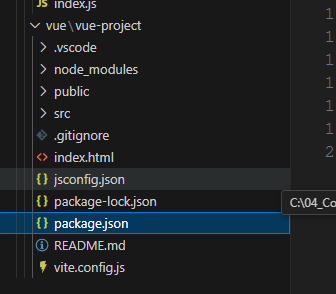 JS index.js
vue\vue-project
.vscode
node_modules
public
src
.gitignore
index.html
{} jsconfig.json
{} package-lock.json
C:\04_Co
{} package.json
README.md
vite.config.js
1
1
1
1
1
2